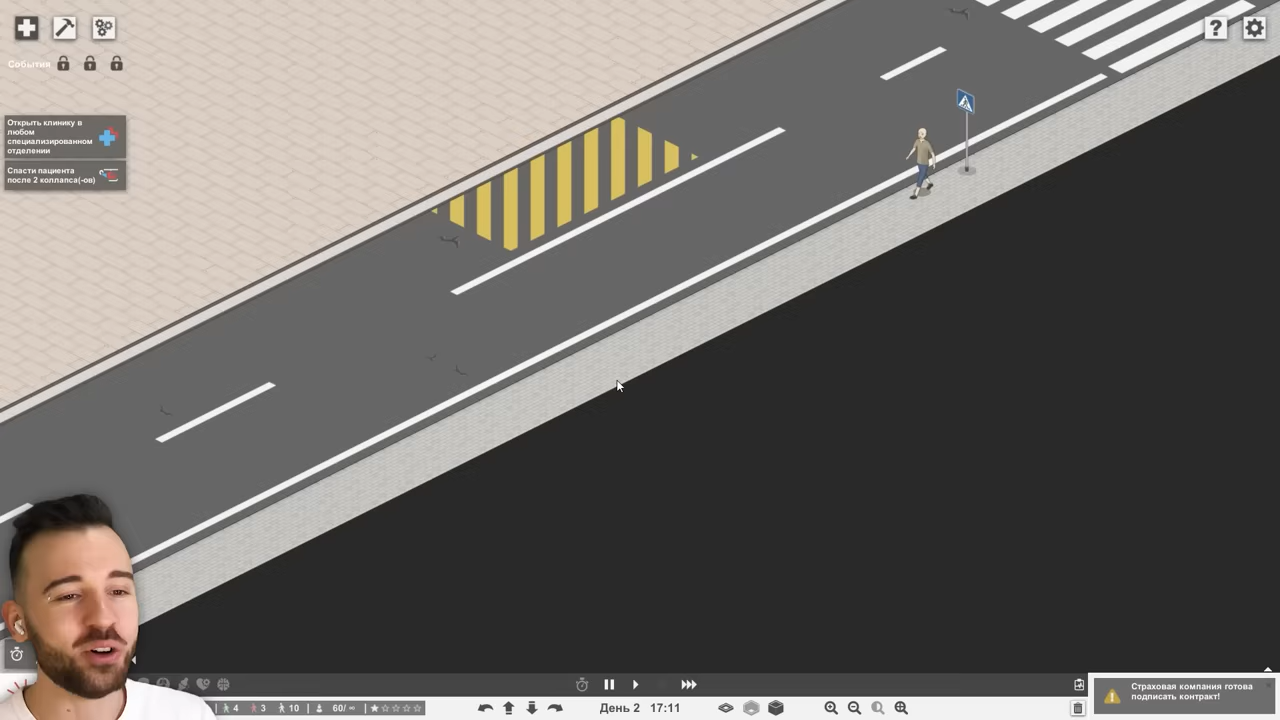 События
?
Открыть клинику в
любом
специализированном
отделении
Спасти пациента
после 2 коллапса(-ов)
Страховая компания готова
подписать контракт!
4 3 10 60/ ∞
День 2 17:11